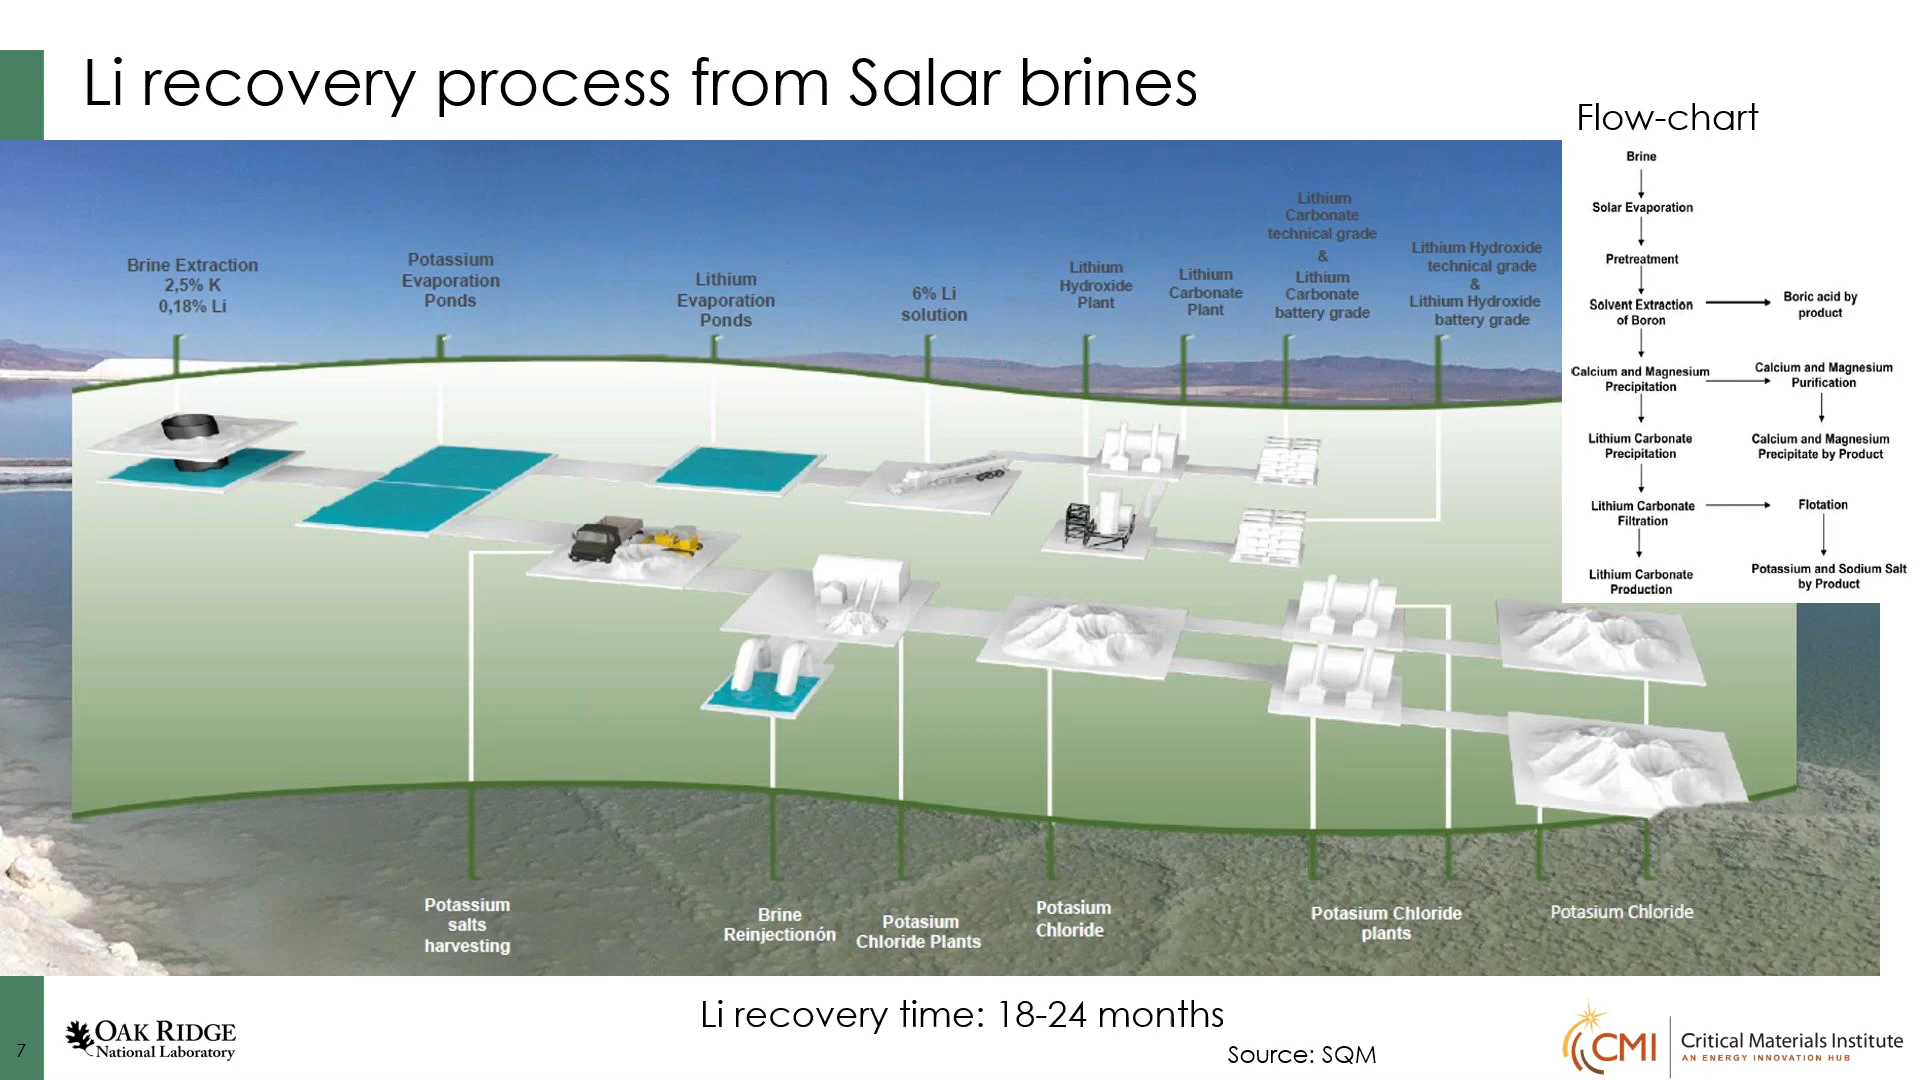 Li recovery process from Salar brines
Flow-chart
Brine
Solar Evaporation
Pretreatment
Solvent Extraction
of Boron
Boric acid by
product
Calcium and Magnesium
Precipitation
Calcium and Magnesium
Purification
Lithium Carbonate
Precipitation
Calcium and Magnesium
Precipitate by Product
Lithium Carbonate
Filtration
Flotation
Lithium Carbonate
Production
Potassium and Sodium Salt
by Product
Brine Extraction
2,5% K
0,18% Li
Potassium
Evaporation
Ponds
Lithium
Evaporation
Ponds
6% Li
solution
Lithium
Hydroxide
Plant
Lithium
Carbonate
Plant
Lithium
Carbonate
technical grade
&
Lithium
Carbonate
battery grade
Lithium Hydroxide
technical grade
&
Lithium Hydroxide
battery grade
Potassium
salts
harvesting
Brine
Reinjectionón
Potasium
Chloride Plants
Potasium
Chloride
Potasium Chloride
plants
Potasium Chloride
Li recovery time: 18-24 months
Source: SQM
7
OAK RIDGE
National Laboratory
CMI
Critical Materials Institute
AN ENERGY INNOVATION HUB